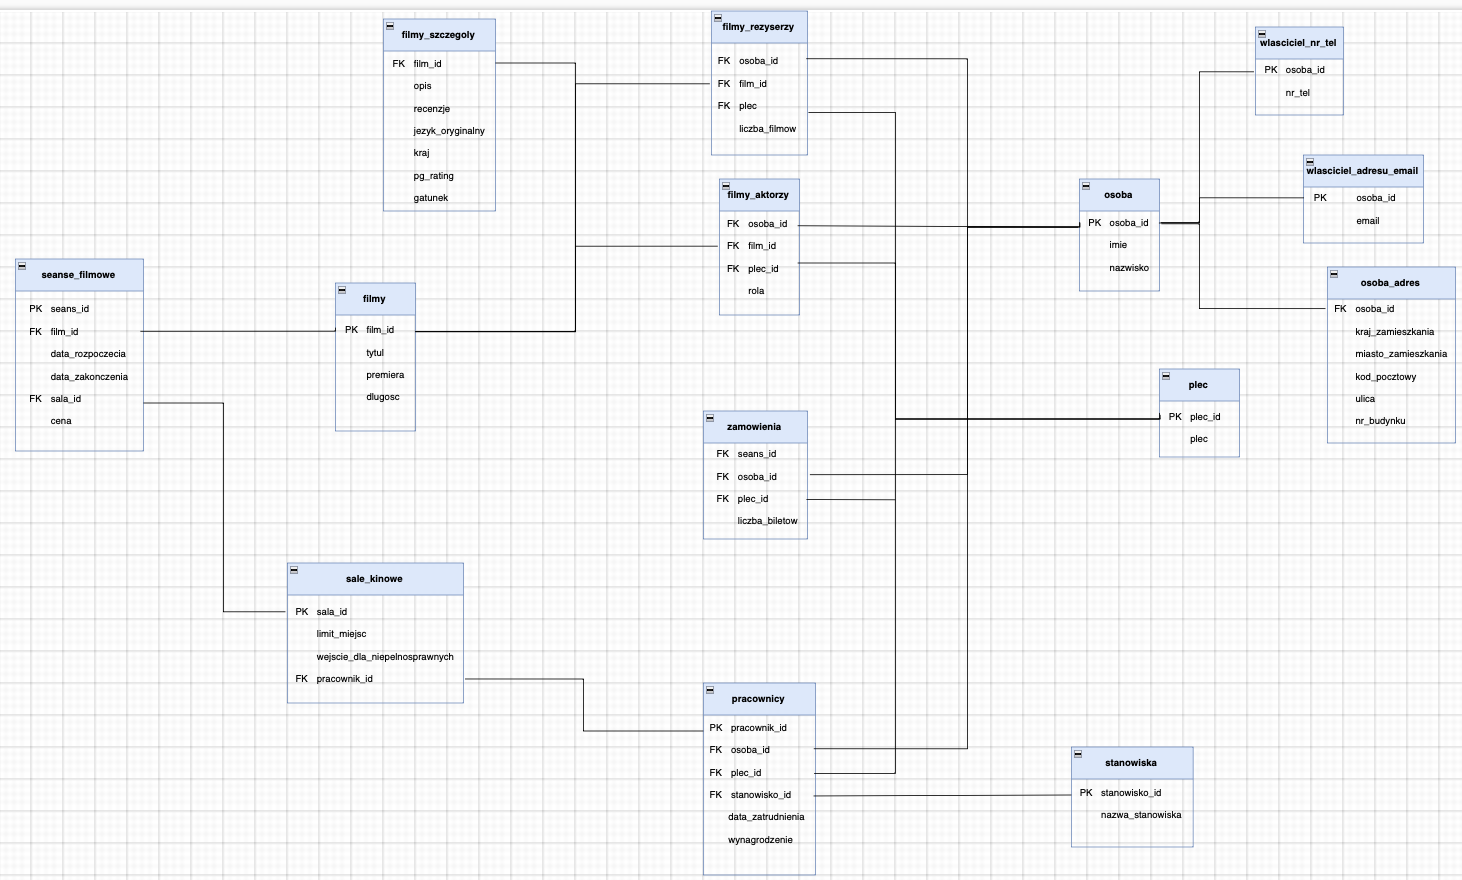 filmy_szczegoly
FK film_id
opis
recenzje
jezyk_oryginalny
kraj
pg_rating
gatunek
filmy_rezyserzy
FK osoba_id
FK film_id
FK plec
liczba_filmow
wlasciciel_nr_tel
PK osoba_id
nr_tel
filmy_aktorzy
FK osoba_id
FK film_id
FK plec_id
rola
osoba
PK osoba_id
imie
nazwisko
wlasciciel_adresu_email
PK osoba_id
email
osoba_adres
FK osoba_id
kraj_zamieszkania
miasto_zamieszkania
kod_pocztowy
ulica
nr_budynku
seanse_filmowe
PK seans_id
FK film_id
data_rozpoczecia
data_zakonczenia
FK sala_id
cena
filmy
PK film_id
tytul
premiera
dlugosc
plec
PK plec_id
plec
zamowienia
FK seans_id
FK osoba_id
FK plec_id
liczba_biletow
sale_kinowe
PK sala_id
limit_miejsc
wejscie_dla_niepelnosprawnych
FK pracownik_id
pracownicy
PK pracownik_id
FK osoba_id
FK plec_id
FK stanowisko_id
data_zatrudnienia
wynagrodzenie
stanowiska
PK stanowisko_id
nazwa_stanowiska